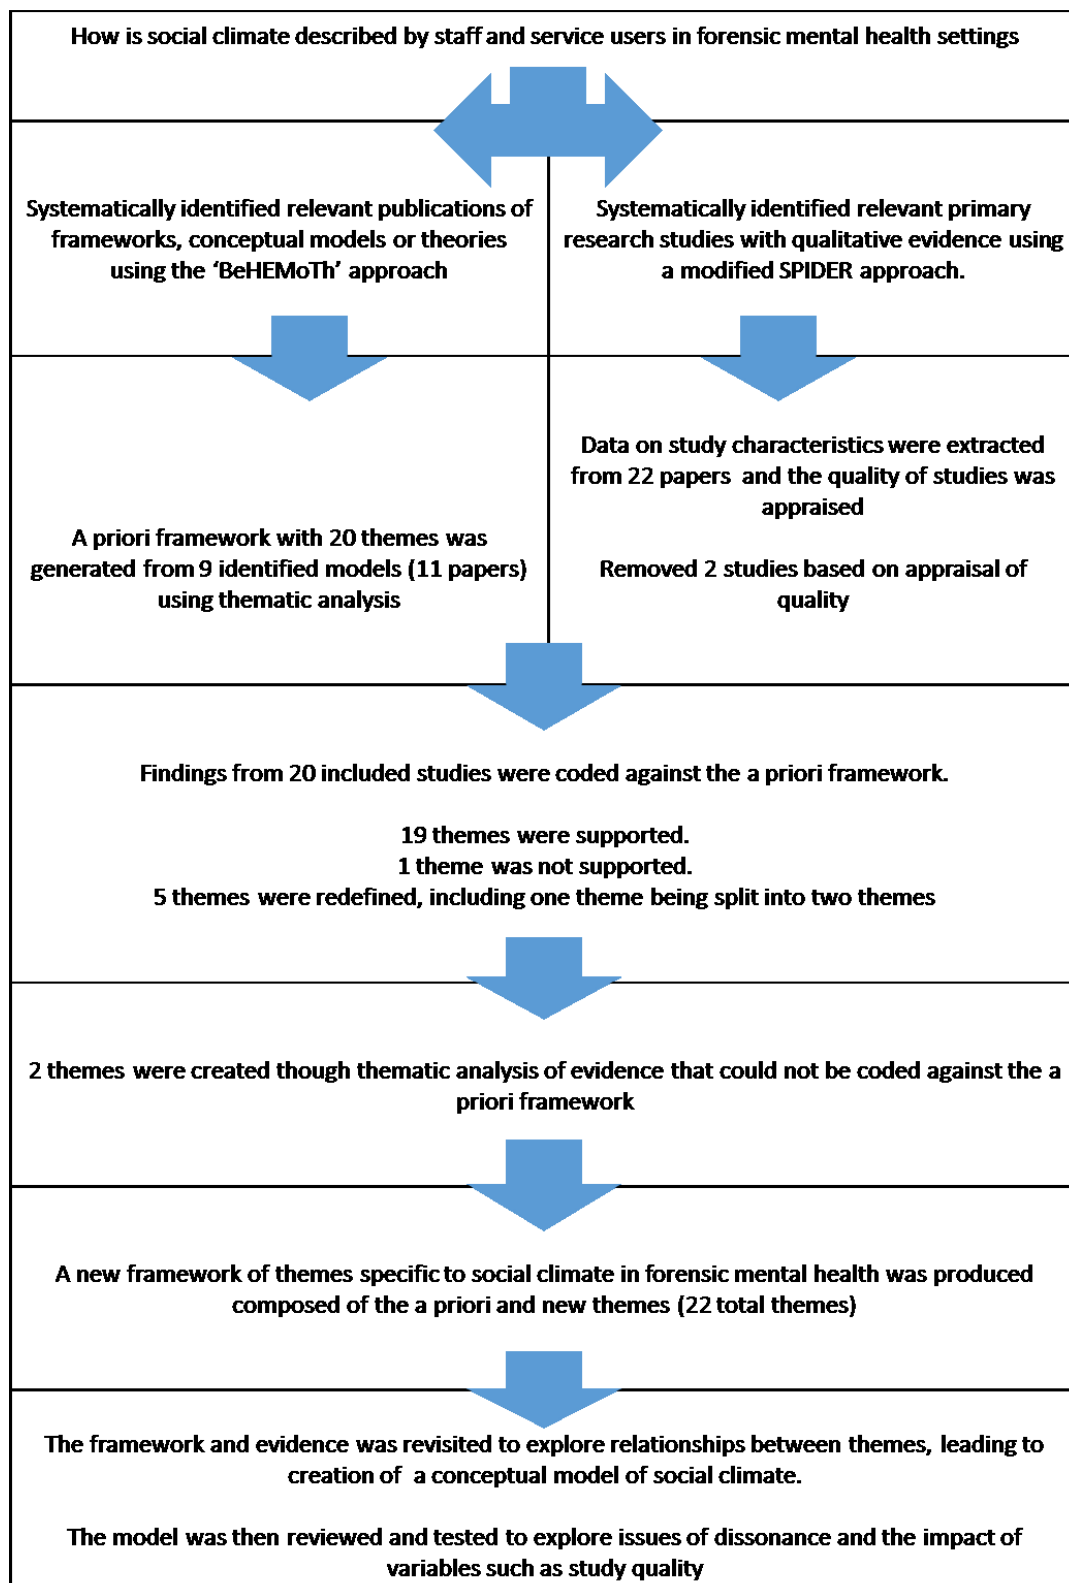 How is social climate described by staff and service users in forensic mental health settings
Systematically identified relevant publications of
frameworks, conceptual models or theories
using the ‘BeHEMoTh’ approach
Systematically identified relevant primary
research studies with qualitative evidence using
a modified SPIDER approach.
A priori framework with 20 themes was
generated from 9 identified models (11 papers)
using thematic analysis
Data on study characteristics were extracted
from 22 papers and the quality of studies was
appraised
Removed 2 studies based on appraisal of
quality
Findings from 20 included studies were coded against the a priori framework.
19 themes were supported.
1 theme was not supported.
5 themes were redefined, including one theme being split into two themes
2 themes were created though thematic analysis of evidence that could not be coded against the a
priori framework
A new framework of themes specific to social climate in forensic mental health was produced
composed of the a priori and new themes (22 total themes)
The framework and evidence was revisited to explore relationships between themes, leading to
creation of a conceptual model of social climate.
The model was then reviewed and tested to explore issues of dissonance and the impact of
variables such as study quality